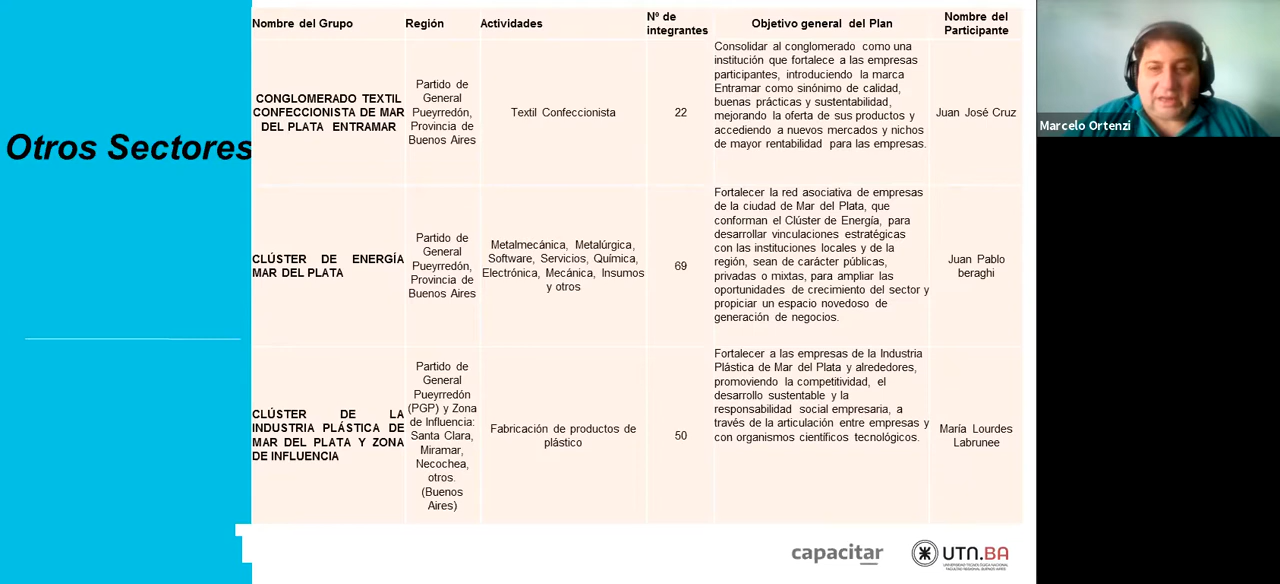 Otros Sectores
Nombre del Grupo
Región
Actividades
Nº de
integrantes
Objetivo general del Plan
Nombre del
Participante
CONGLOMERADO TEXTIL
CONFECCIONISTA DE MAR
DEL PLATA ENTRAMAR
Partido de
General
Pueyrredón,
Provincia de
Buenos Aires
Textil Confeccionista
22
Consolidar al conglomerado como una
institución que fortalece a las empresas
participantes, introduciendo la marca
Entramar como sinónimo de calidad,
buenas prácticas y sustentabilidad,
mejorando la oferta de sus productos y
accediendo a nuevos mercados y nichos
de mayor rentabilidad para las empresas.
Juan José Cruz
CLÚSTER DE ENERGÍA
MAR DEL PLATA
Partido de
General
Pueyrredón,
Provincia de
Buenos Aires
Metalmecánica, Metalúrgica,
Software, Servicios, Química,
Electrónica, Mecánica, Insumos
y otros
69
Fortalecer la red asociativa de empresas
de la ciudad de Mar del Plata, que
conforman el Clúster de Energía, para
desarrollar vinculaciones estratégicas
con las instituciones locales y de la
región, sean de carácter públicas,
privadas o mixtas, para ampliar las
oportunidades de crecimiento del sector y
propiciar un espacio novedoso de
generación de negocios.
Juan Pablo
beraghi
CLÚSTER DE LA
INDUSTRIA PLÁSTICA DE
MAR DEL PLATA Y ZONA
DE INFLUENCIA
Partido de
General
Pueyrredón
(PGP) y Zona
de Influencia:
Santa Clara,
Miramar,
Necochea,
otros.
(Buenos
Aires)
Fabricación de productos de
plástico
50
Fortalecer a las empresas de la Industria
Plástica de Mar del Plata y alrededores,
promoviendo la competitividad, el
desarrollo sustentable y la
responsabilidad social empresaria, a
través de la articulación entre empresas y
con organismos científicos tecnológicos.
María Lourdes
Labrunee
capacitar
UTN.BA
UNIVERSIDAD TECNOLÓGICA NACIONAL
FACULTAD REGIONAL BUENOS AIRES
Marcelo Ortenzi